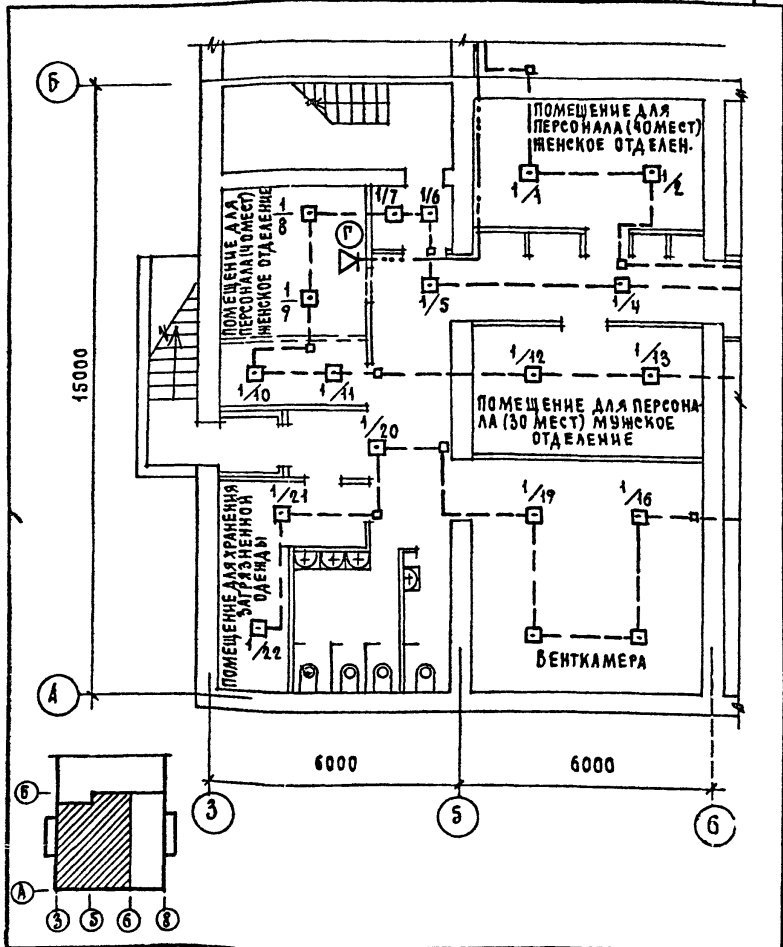 Б
ПОМЕЩЕНИЕ ДЛЯ
ПЕРСОНАЛА (40 МЕСТ)
ЖЕНСКОЕ ОТДЕЛЕН.
1/1
1/2
ПОМЕЩЕНИЕ ДЛЯ
ПЕРСОНАЛА (40 МЕСТ)
ЖЕНСКОЕ ОТДЕЛЕНИЕ
1/8
1/7
1/6
Г
1/9
1/5
1/4
15000
1/10
1/11
1/12
1/13
ПОМЕЩЕНИЕ ДЛЯ ПЕРСОНА-
ЛА (30 МЕСТ) МУЖСКОЕ
ОТДЕЛЕНИЕ
1/20
1/21
1/19
1/16
ПОМЕЩЕНИЕ ДЛЯ ХРАНЕНИЯ
ЗАГРЯЗНЕННОЙ
ОДЕЖДЫ
1/22
ВЕНТКАМЕРА
А
6000
6000
3
5
6
Б
А
3
5
6
8